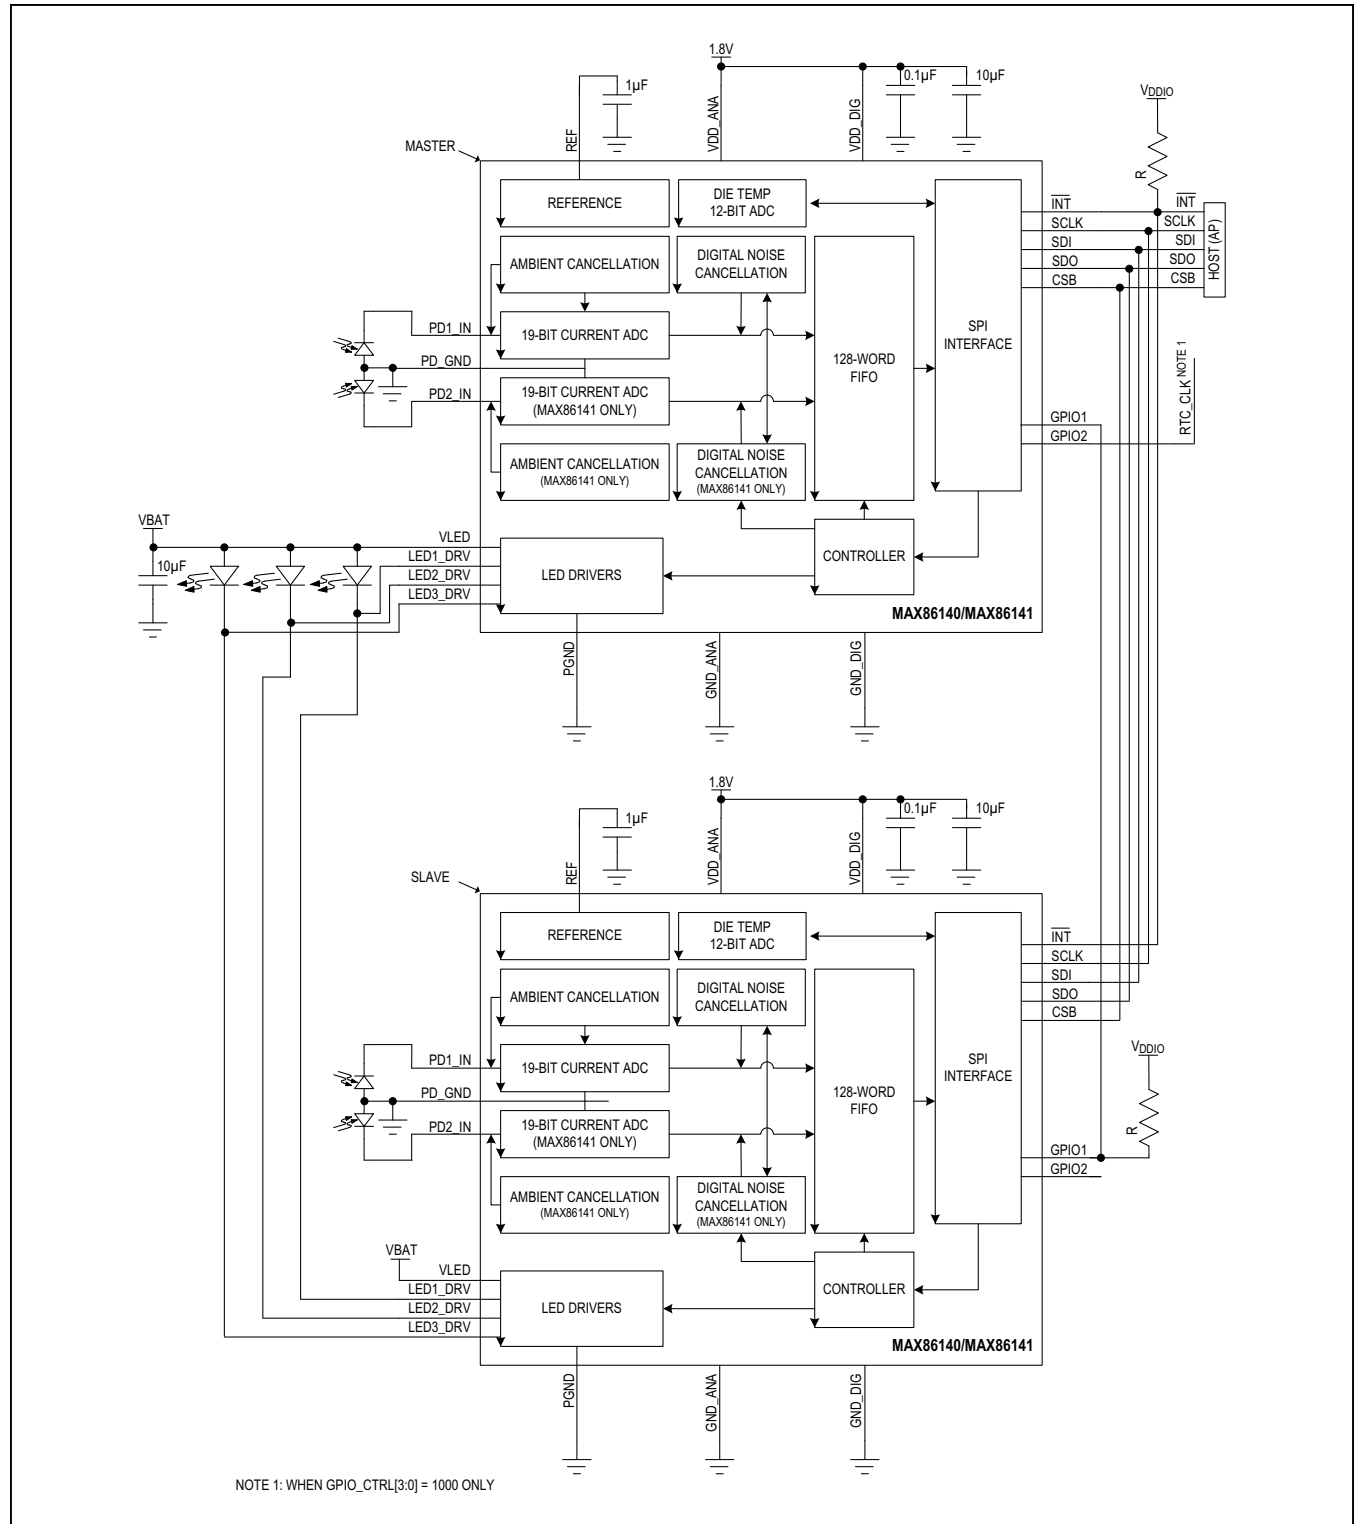 1.8V
1µF
0.1µF
10µF
VDDIO
REF
VDD_ANA
VDD_DIG
R
MASTER
REFERENCE
DIE TEMP
12-BIT ADC
INT
INT
SCLK
SCLK
SDI
SDI
SDO
SDO
CSB
CSB
HOST (AP)
AMBIENT CANCELLATION
DIGITAL NOISE
CANCELLATION
SPI
INTERFACE
PD1_IN
19-BIT CURRENT ADC
128-WORD
FIFO
PD_GND
PD2_IN
19-BIT CURRENT ADC
(MAX86141 ONLY)
RTC_CLK NOTE 1
GPIO1
GPIO2
AMBIENT CANCELLATION
(MAX86141 ONLY)
DIGITAL NOISE
CANCELLATION
(MAX86141 ONLY)
VBAT
10µF
VLED
LED1_DRV
LED2_DRV
LED3_DRV
LED DRIVERS
CONTROLLER
MAX86140/MAX86141
PGND
GND_ANA
GND_DIG
1.8V
1µF
0.1µF
10µF
REF
VDD_ANA
VDD_DIG
SLAVE
REFERENCE
DIE TEMP
12-BIT ADC
INT
SCLK
SDI
SDO
CSB
AMBIENT CANCELLATION
DIGITAL NOISE
CANCELLATION
SPI
INTERFACE
VDDIO
R
PD1_IN
19-BIT CURRENT ADC
128-WORD
FIFO
PD_GND
PD2_IN
19-BIT CURRENT ADC
(MAX86141 ONLY)
GPIO1
GPIO2
AMBIENT CANCELLATION
(MAX86141 ONLY)
DIGITAL NOISE
CANCELLATION
(MAX86141 ONLY)
VBAT
VLED
LED1_DRV
LED2_DRV
LED3_DRV
LED DRIVERS
CONTROLLER
MAX86140/MAX86141
PGND
GND_ANA
GND_DIG
NOTE 1: WHEN GPIO_CTRL[3:0] = 1000 ONLY